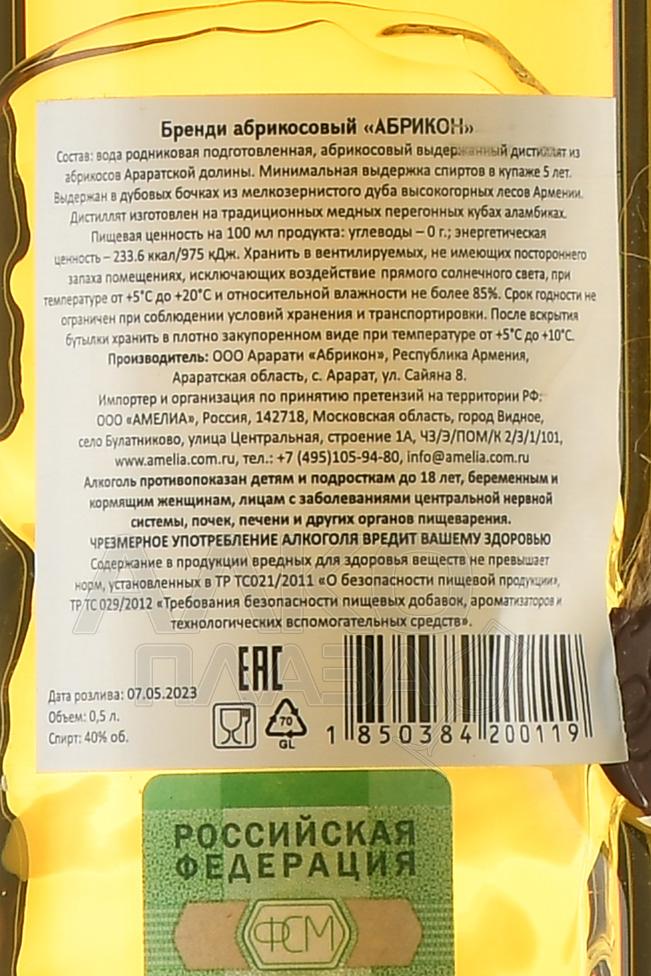 Бренди абрикосовый «АБРИКОН»
Состав: вода родниковая подготовленная, абрикосовый выдержанный дистиллят из
абрикосов Араратской долины. Минимальная выдержка спиртов в купаже 5 лет.
Выдержан в дубовых бочках из мелкозернистого дуба высокогорных лесов Армении.
Дистиллят изготовлен на традиционных медных перегонных кубах аламбиках.
Пищевая ценность на 100 мл продукта: углеводы – 0 г.; энергетическая
ценность – 233.6 ккал/975 кДж. Хранить в вентилируемых, не имеющих постороннего
запаха помещениях, исключающих воздействие прямого солнечного света, при
температуре от +5°С до +20°С и относительной влажности не более 85%. Срок годности не
ограничен при соблюдении условий хранения и транспортировки. После вскрытия
бутылки хранить в плотно закупоренном виде при температуре от +5°С до +10°С.
Производитель: ООО Арарати «Абрикон», Республика Армения,
Араратская область, с. Арарат, ул. Сайяна 8.
Импортер и организация по принятию претензий на территории РФ:
ООО «АМЕЛИА», Россия, 142718, Московская область, город Видное,
село Булатниково, улица Центральная, строение 1А, ЧЗ/Э/ПОМ/К 2/3/1/101,
www.amelia.com.ru, тел.: +7 (495)105-94-80, info@amelia.com.ru
Алкоголь противопоказан детям и подросткам до 18 лет, беременным и
кормящим женщинам, лицам с заболеваниями центральной нервной
системы, почек, печени и других органов пищеварения.
ЧРЕЗМЕРНОЕ УПОТРЕБЛЕНИЕ АЛКОГОЛЯ ВРЕДИТ ВАШЕМУ ЗДОРОВЬЮ
Содержание в продукции вредных для здоровья веществ не превышает
норм, установленных в ТР ТС021/2011 «О безопасности пищевой продукции»,
ТР ТС 029/2012 «Требования безопасности пищевых добавок, ароматизаторов и
технологических вспомогательных средств».
АЛКО
ПЛАЗА
ЕАС
Дата розлива: 07.05.2023
Объем: 0,5 л.
Спирт: 40% об.
70
GL
1 850384 200119
РОССИЙСКАЯ
ФЕДЕРАЦИЯ
ФСМ